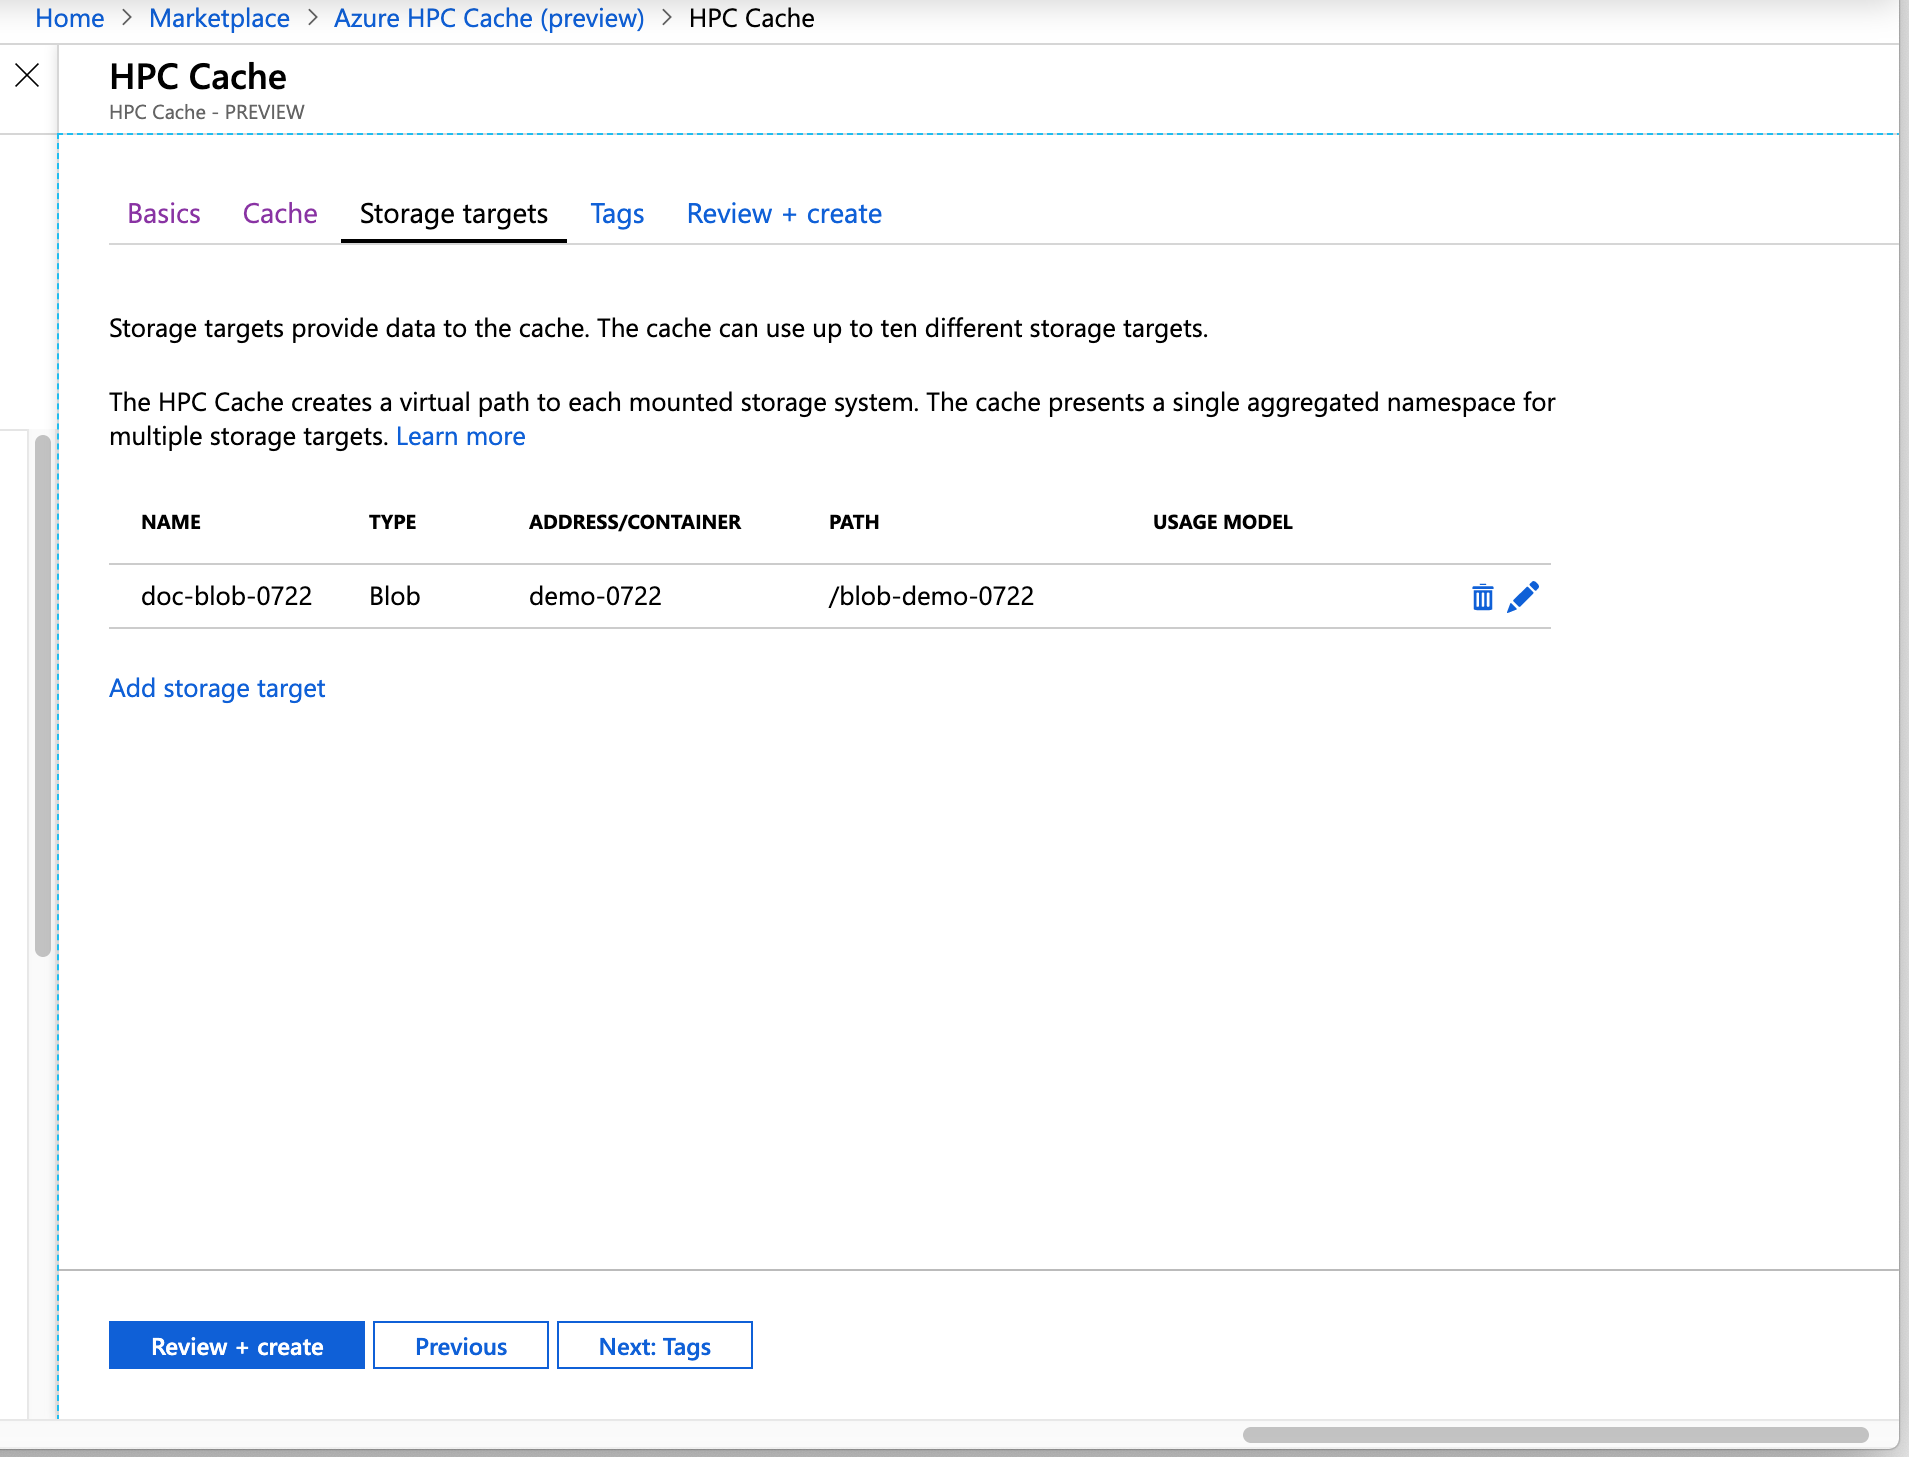 Home > Marketplace > Azure HPC Cache (preview) > HPC Cache
HPC Cache
HPC Cache - PREVIEW
Basics Cache Storage targets Tags Review + create
Storage targets provide data to the cache. The cache can use up to ten different storage targets.
The HPC Cache creates a virtual path to each mounted storage system. The cache presents a single aggregated namespace for
multiple storage targets. Learn more
NAME TYPE ADDRESS/CONTAINER PATH USAGE MODEL
doc-blob-0722 Blob demo-0722 /blob-demo-0722
Add storage target
Review + create Previous Next: Tags